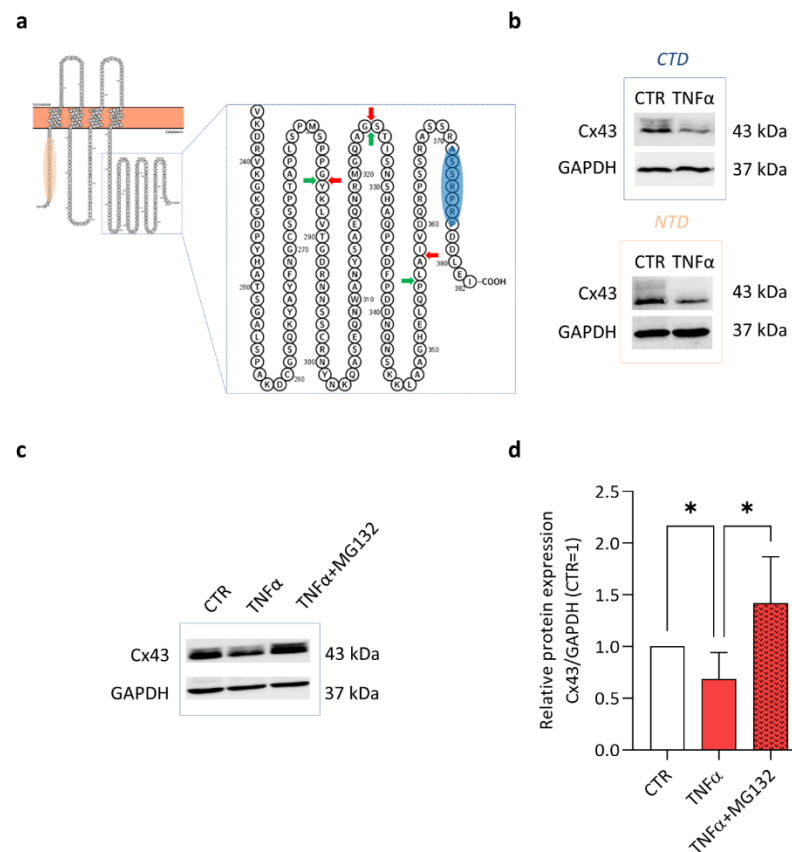 a
V K D R V K G K S D P Y H A T S G A L S P A K D C G S Q K Y A Y F N G C S S P T A P L S P M S P P G Y K L V T G D R N N S S C R N Y N K Q A S E Q N W A N Y S A E Q N R M G Q A G S T I S N S H A Q P F D F P D D N Q N S K K L A A G H E L Q P L A I V D Q R P S S R A S S R A S S R P R P D D L E I
-COOH
240
250
260
270
290
300
310
320
330
340
350
360
370
380
382
b
CTD
CTR TNFα
Cx43 43 kDa
GAPDH 37 kDa
NTD
CTR TNFα
Cx43 43 kDa
GAPDH 37 kDa
c
CTR TNFα TNFα+MG132
Cx43 43 kDa
GAPDH 37 kDa
d
Relative protein expression
Cx43/GAPDH (CTR=1)
2.5
2.0
1.5
1.0
0.5
0.0
* *
CTR TNFα TNFα+MG132